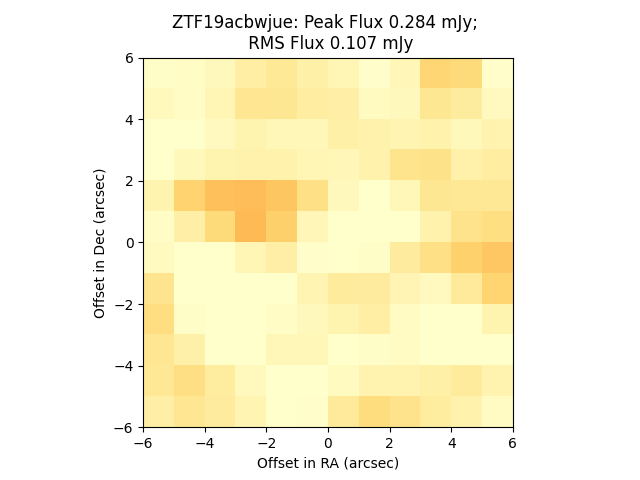 ZTF19acbwjue: Peak Flux 0.284 mJy;
RMS Flux 0.107 mJy
6
4
2
0
−2
−4
−6
Offset in Dec (arcsec)
−6 −4 −2 0 2 4 6
Offset in RA (arcsec)